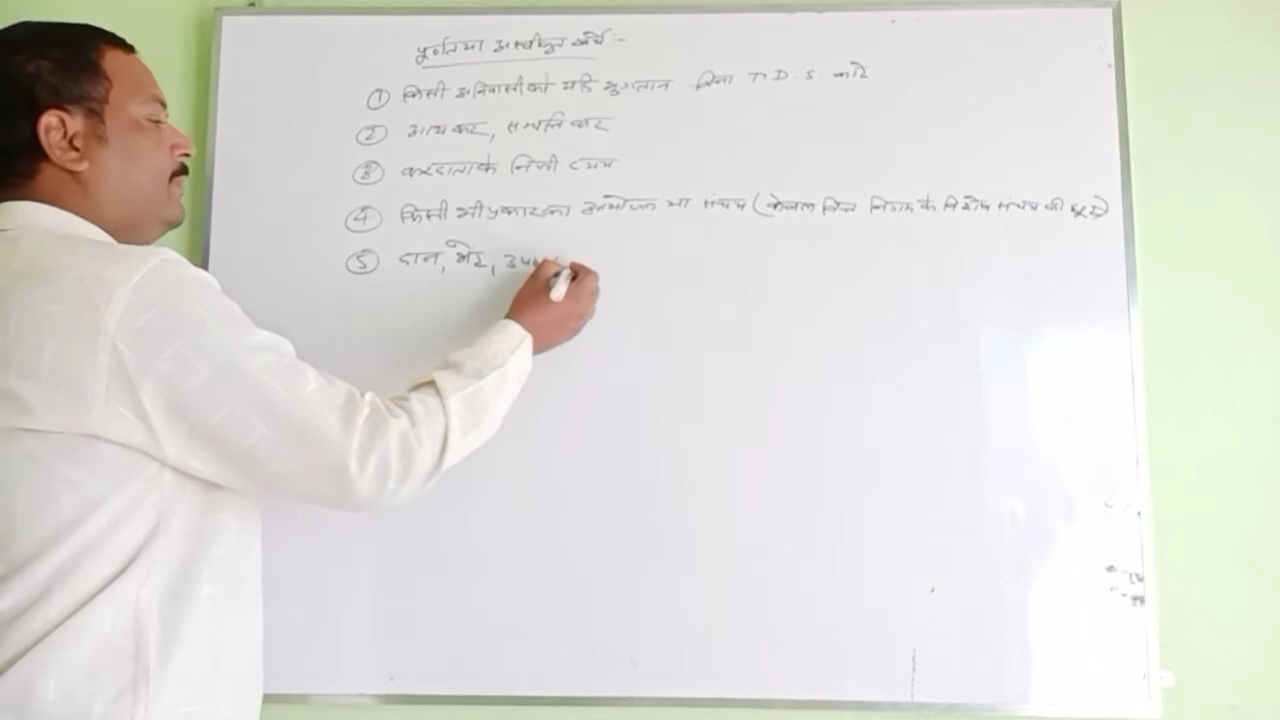 पूर्णतया अस्वीकृत खर्चे -
① किसी अनिवासी को यदि भुगतान बिना T.D.S. काटे
② आयकर, सम्पत्ति कर
③ करदाता के निजी व्यय
④ किसी भी प्रकार का आयोजन या संचय (केवल वित्त निगम के विशेष संचय की छूट है)
⑤ दान, भेंट,